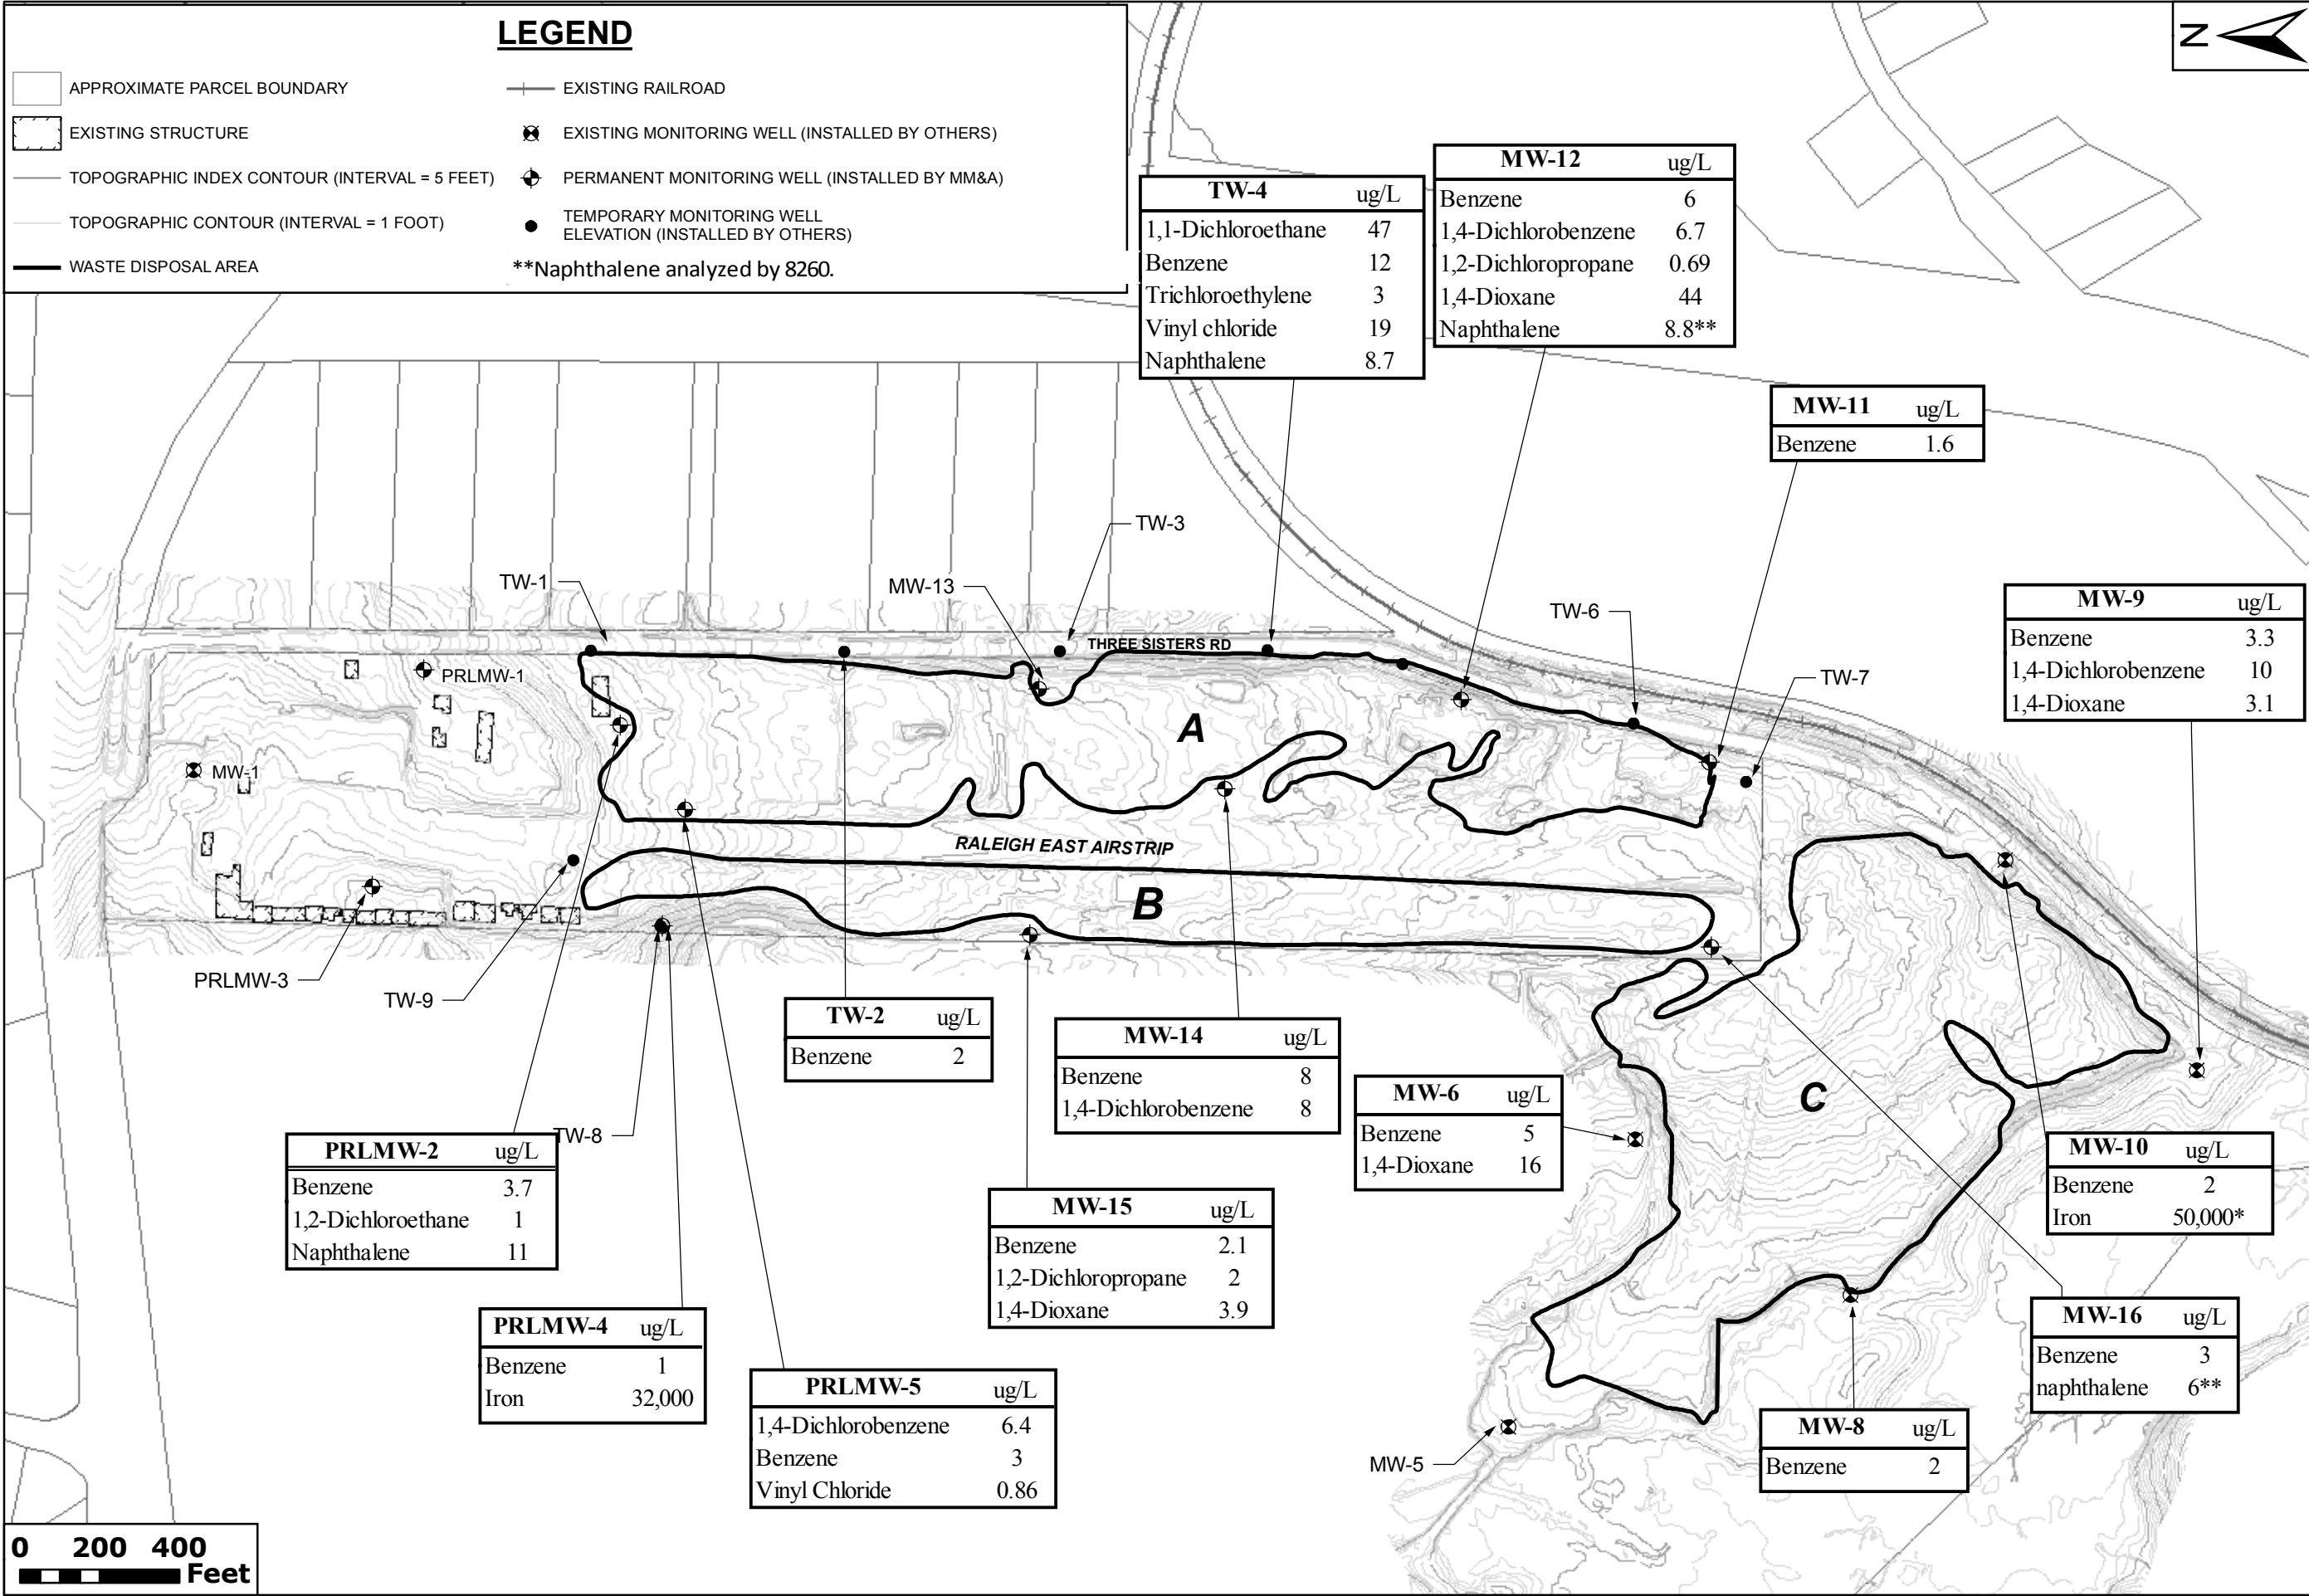 LEGEND
APPROXIMATE PARCEL BOUNDARY
EXISTING STRUCTURE
TOPOGRAPHIC INDEX CONTOUR (INTERVAL = 5 FEET)
TOPOGRAPHIC CONTOUR (INTERVAL = 1 FOOT)
WASTE DISPOSAL AREA
EXISTING RAILROAD
EXISTING MONITORING WELL (INSTALLED BY OTHERS)
PERMANENT MONITORING WELL (INSTALLED BY MM&A)
TEMPORARY MONITORING WELL
ELEVATION (INSTALLED BY OTHERS)
**Naphthalene analyzed by 8260.
N
TW-4 ug/L
1,1-Dichloroethane 47
Benzene 12
Trichloroethylene 3
Vinyl chloride 19
Naphthalene 8.7
MW-12 ug/L
Benzene 6
1,4-Dichlorobenzene 6.7
1,2-Dichloropropane 0.69
1,4-Dioxane 44
Naphthalene 8.8**
MW-11 ug/L
Benzene 1.6
MW-9 ug/L
Benzene 3.3
1,4-Dichlorobenzene 10
1,4-Dioxane 3.1
TW-3
TW-1
MW-13
TW-6
THREE SISTERS RD
PRLMW-1
TW-7
A
MW-1
RALEIGH EAST AIRSTRIP
B
PRLMW-3
TW-9
TW-2 ug/L
Benzene 2
MW-14 ug/L
Benzene 8
1,4-Dichlorobenzene 8
MW-6 ug/L
Benzene 5
1,4-Dioxane 16
C
TW-8
PRLMW-2 ug/L
Benzene 3.7
1,2-Dichloroethane 1
Naphthalene 11
MW-10 ug/L
Benzene 2
Iron 50,000*
MW-15 ug/L
Benzene 2.1
1,2-Dichloropropane 2
1,4-Dioxane 3.9
PRLMW-4 ug/L
Benzene 1
Iron 32,000
MW-16 ug/L
Benzene 3
naphthalene 6**
PRLMW-5 ug/L
1,4-Dichlorobenzene 6.4
Benzene 3
Vinyl Chloride 0.86
MW-8 ug/L
Benzene 2
MW-5
0 200 400
Feet